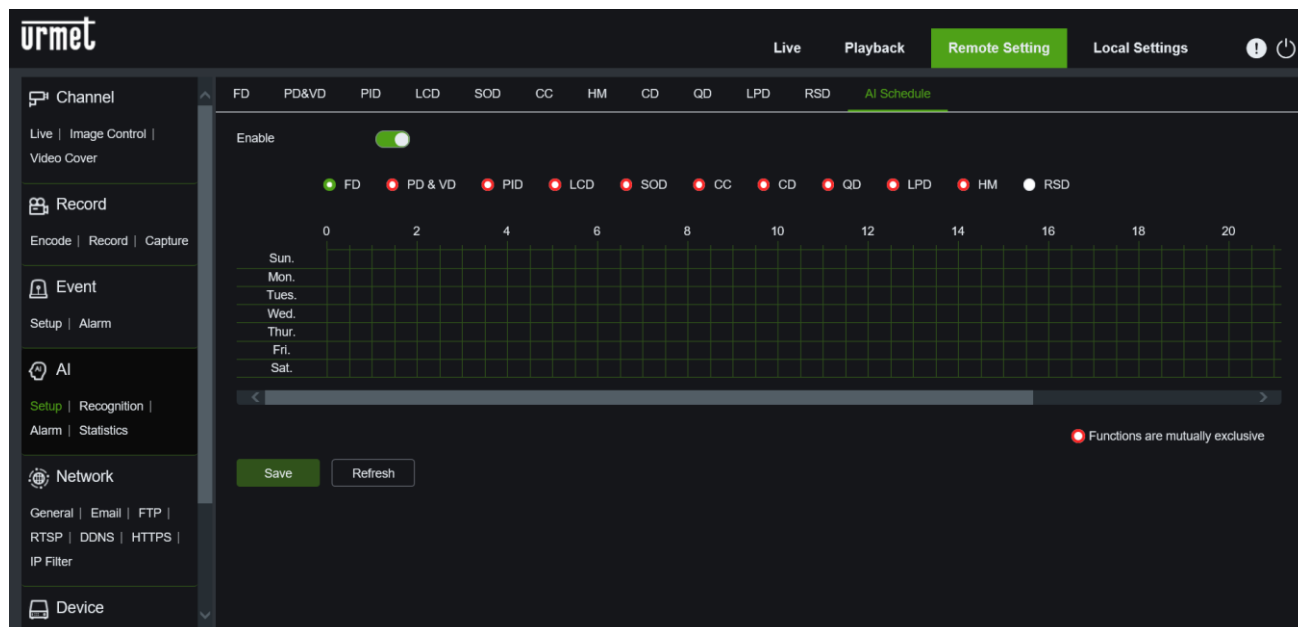 urmet
Live Playback Remote Setting Local Settings
Channel
Live | Image Control |
Video Cover
Record
Encode | Record | Capture
Event
Setup | Alarm
AI
Setup | Recognition |
Alarm | Statistics
Network
General | Email | FTP |
RTSP | DDNS | HTTPS |
IP Filter
Device
FD PD&VD PID LCD SOD CC HM CD QD LPD RSD AI Schedule
Enable
FD PD & VD PID LCD SOD CC CD QD LPD HM RSD
0 2 4 6 8 10 12 14 16 18 20
Sun.
Mon.
Tues.
Wed.
Thur.
Fri.
Sat.
Functions are mutually exclusive
Save Refresh